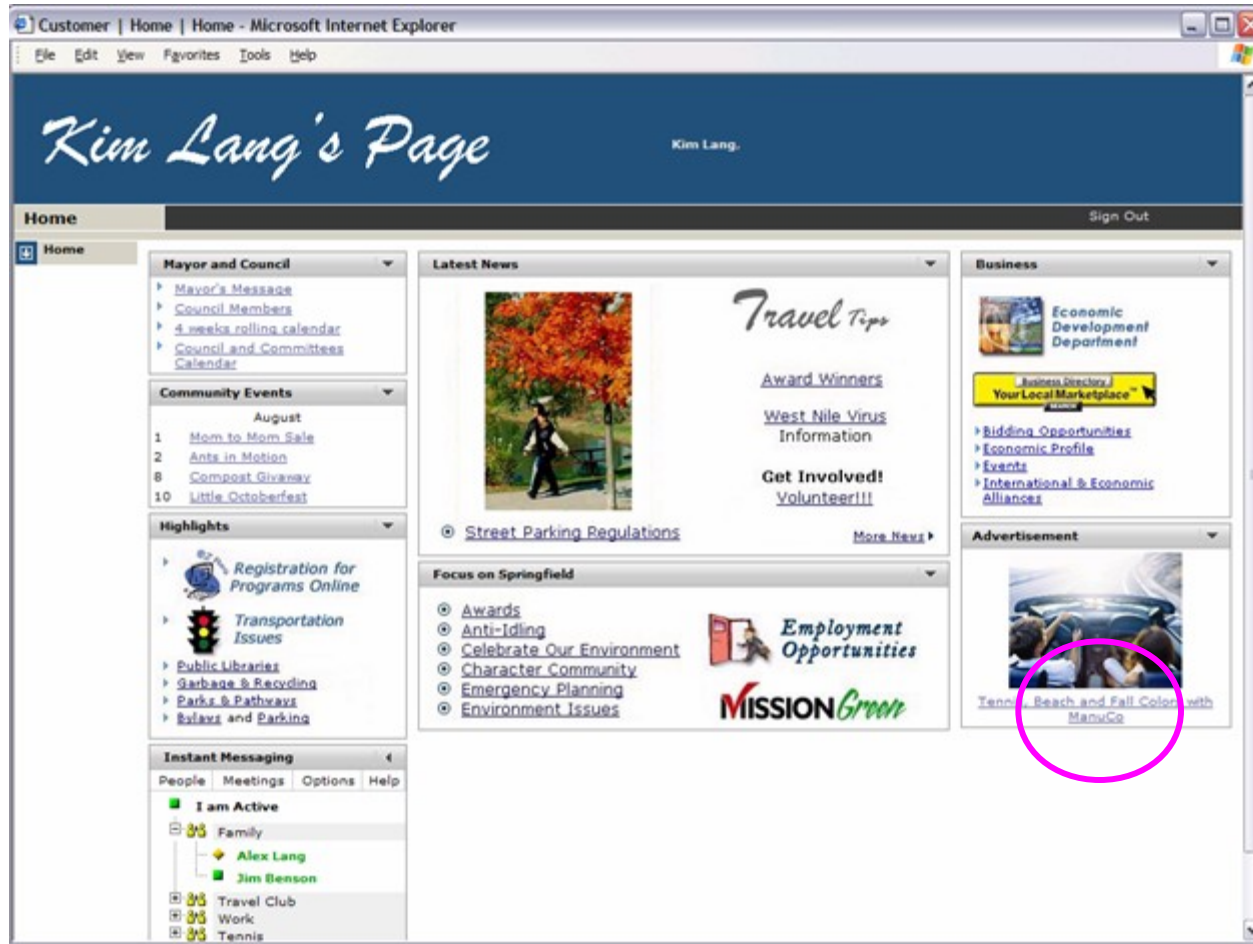 Customer | Home | Home - Microsoft Internet Explorer
File Edit View Favorites Tools Help
Kim Lang's Page
Kim Lang.
Home
Sign Out
Home
Mayor and Council
Mayor's Message
Council Members
4 weeks rolling calendar
Council and Committees
Calendar
Community Events
August
1 Mom to Mom Sale
2 Ants in Motion
8 Compost Givaway
10 Little Octoberfest
Highlights
Registration for
Programs Online
Transportation
Issues
Public Libraries
Garbage & Recycling
Parks & Pathways
Bylaws and Parking
Instant Messaging
People Meetings Options Help
I am Active
Family
Alex Lang
Jim Benson
Travel Club
Work
Tennis
Latest News
Travel Tips
Award Winners
West Nile Virus
Information
Get Involved!
Volunteer!!!
Street Parking Regulations
More News
Focus on Springfield
Awards
Anti-Idling
Celebrate Our Environment
Character Community
Emergency Planning
Environment Issues
Employment
Opportunities
MISSION Green
Business
Economic
Development
Department
Business Directory
Your Local Marketplace™
SEARCH
Bidding Opportunities
Economic Profile
Events
International & Economic
Alliances
Advertisement
Tennis, Beach and Fall Colors with
ManuCo